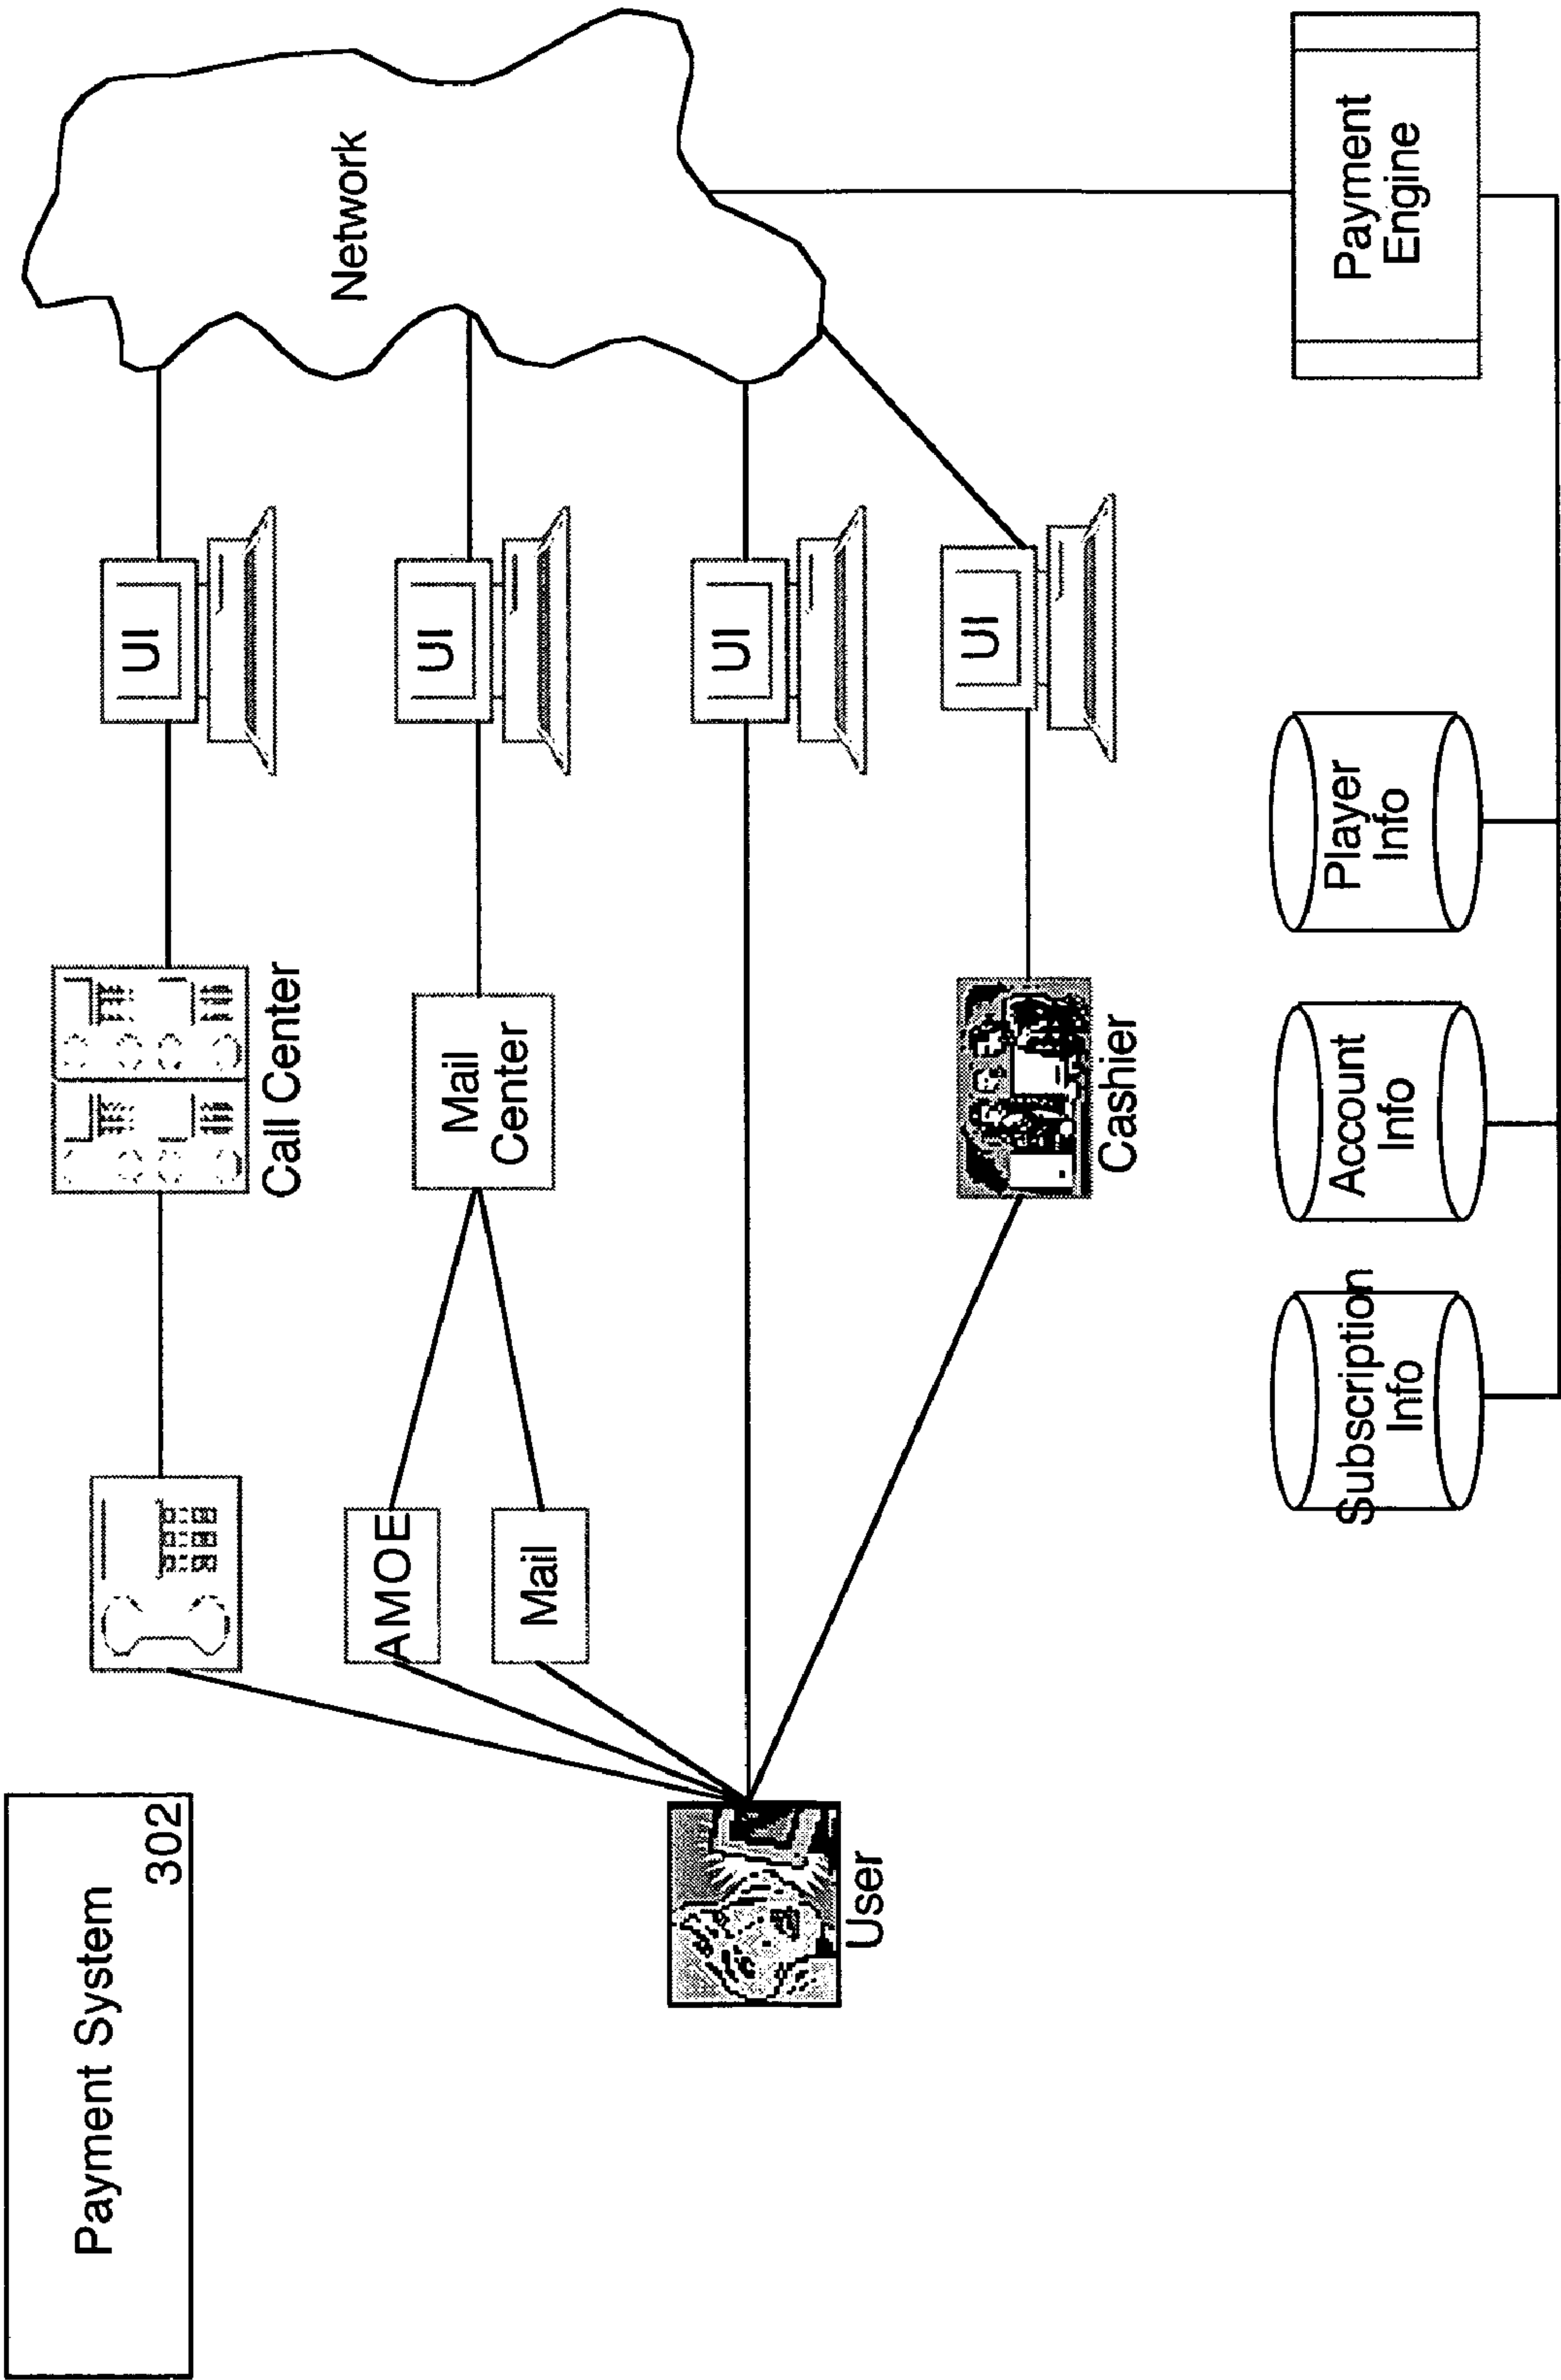 Payment System
302
User
AMOE
Mail
Call Center
Mail
Center
Cashier
UI
UI
UI
UI
Network
Subscription
Info
Account
Info
Player
Info
Payment
Engine